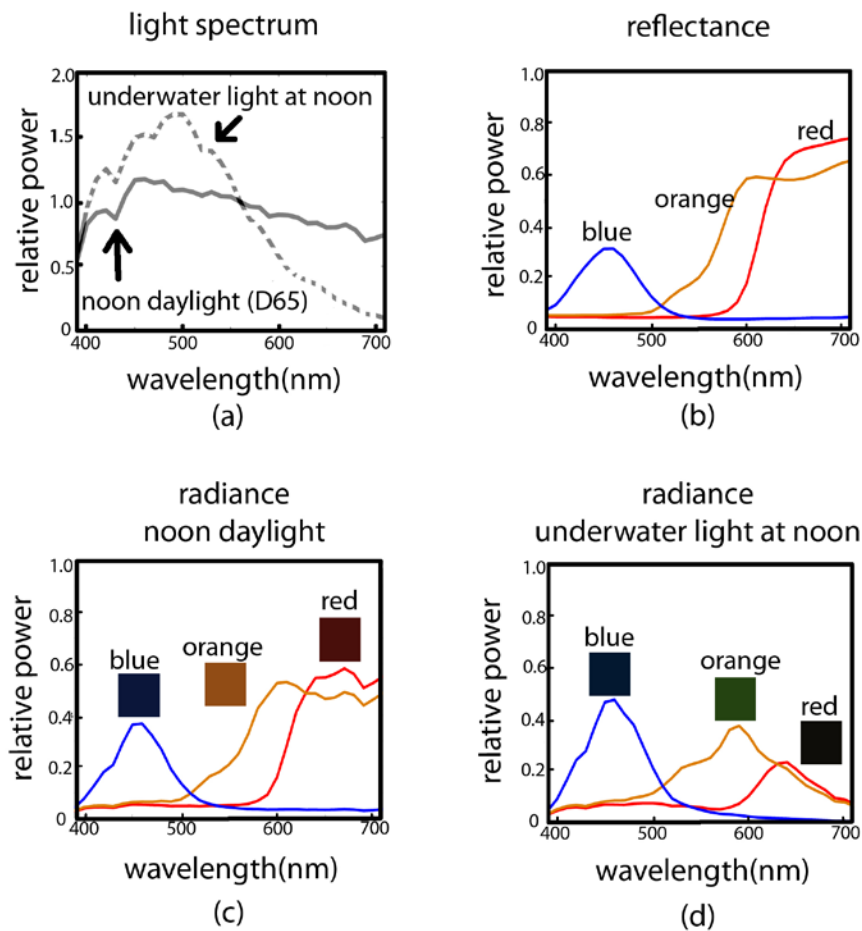 light spectrum
relative power
2.0
1.5
1.0
0.5
0
underwater light at noon
noon daylight (D65)
400
500
600
700
wavelength(nm)
(a)
reflectance
relative power
1.0
0.8
0.6
0.4
0.2
0
blue
orange
red
400
500
600
700
wavelength(nm)
(b)
radiance
noon daylight
relative power
1.0
0.8
0.6
0.4
0.2
0
blue
orange
red
400
500
600
700
wavelength(nm)
(c)
radiance
underwater light at noon
relative power
1.0
0.8
0.6
0.4
0.2
0
blue
orange
red
400
500
600
700
wavelength(nm)
(d)